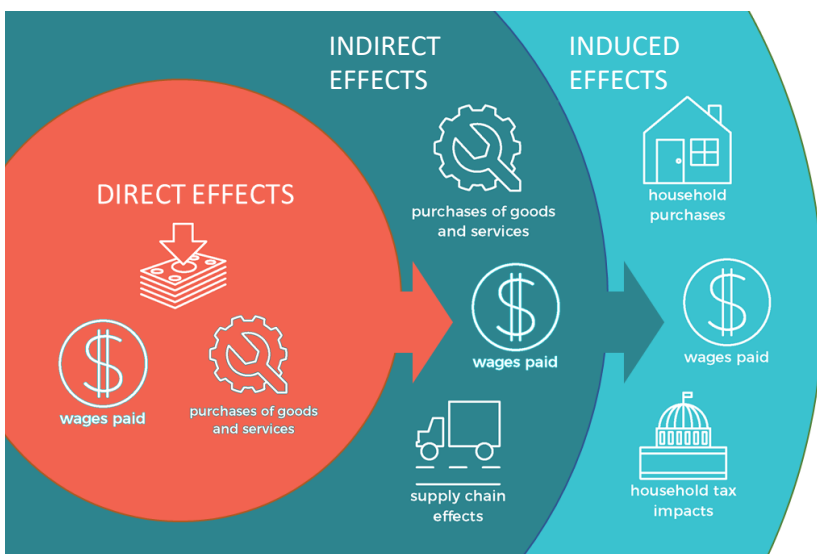 DIRECT EFFECTS
wages paid
purchases of goods
and services
INDIRECT
EFFECTS
purchases of goods
and services
wages paid
supply chain
effects
INDUCED
EFFECTS
household
purchases
wages paid
household tax
impacts